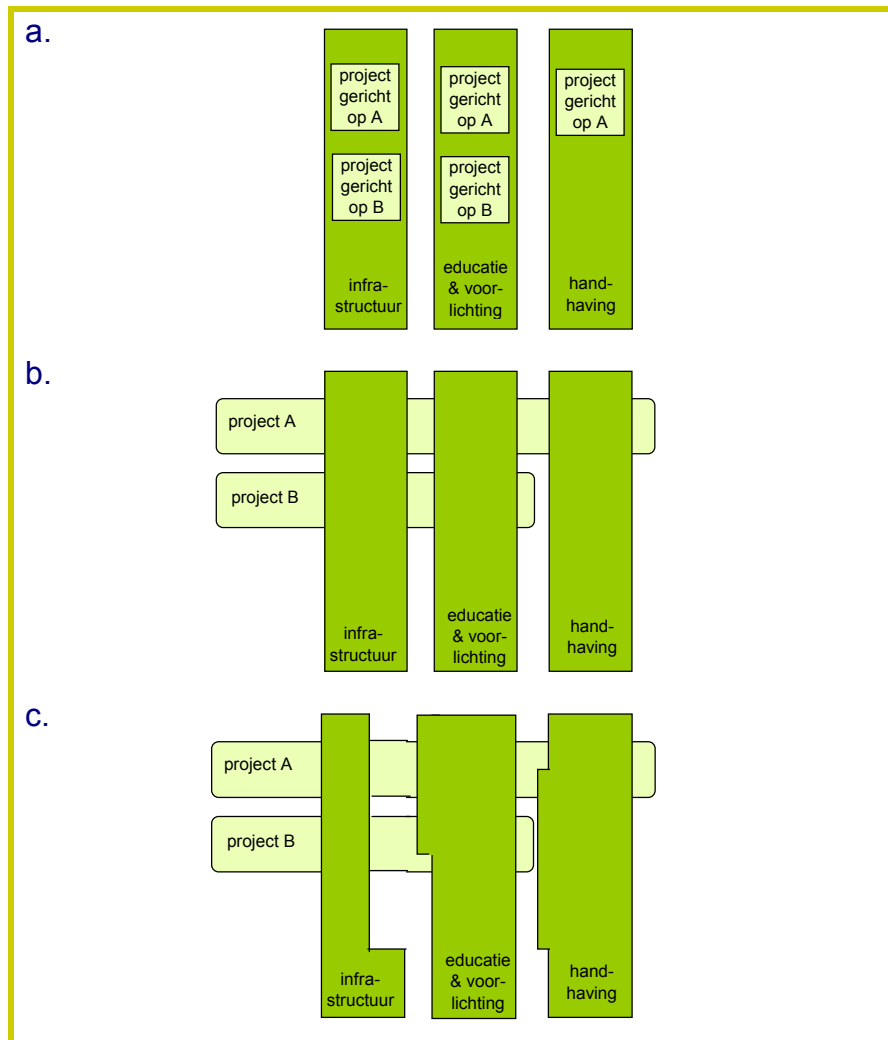 a.
project
gericht
op A
project
gericht
op B
infra-
structuur
project
gericht
op A
project
gericht
op B
educatie
& voor-
lichting
project
gericht
op A
hand-
having
b.
project A
project B
infra-
structuur
educatie
& voor-
lichting
hand-
having
c.
project A
project B
infra-
structuur
educatie
& voor-
lichting
hand-
having